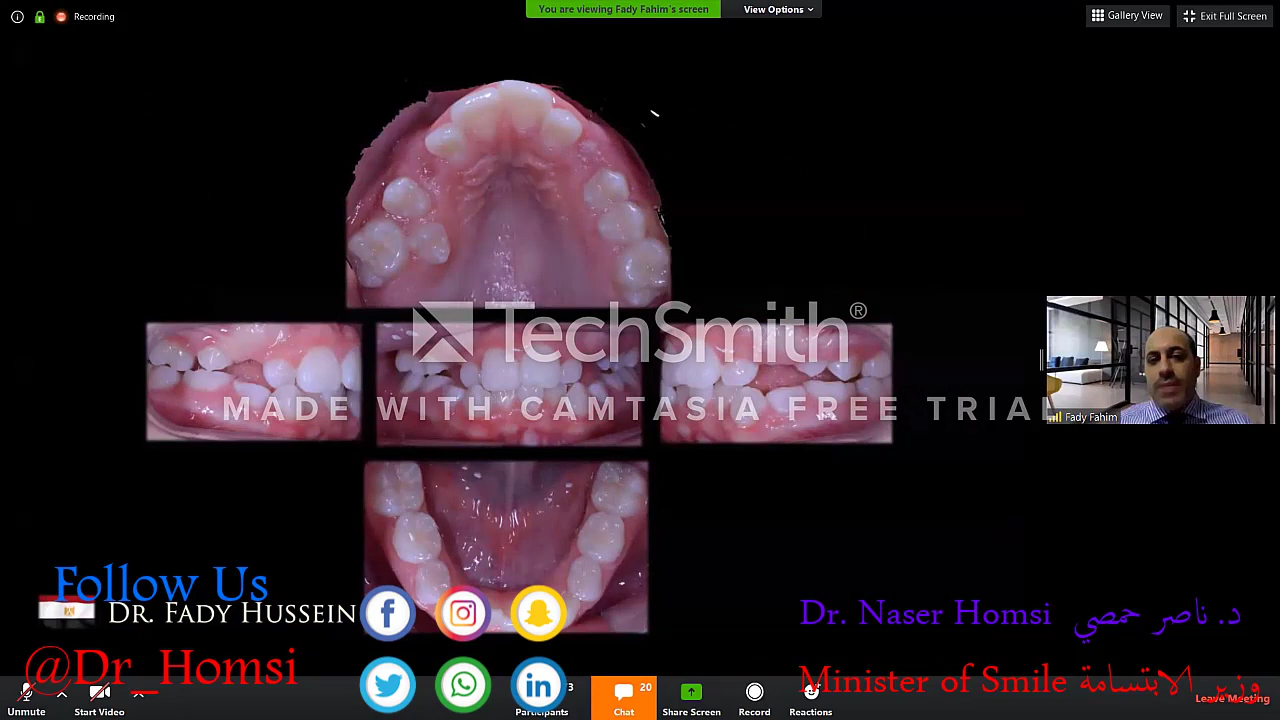 Recording
You are viewing Fady Fahim's screen
View Options
Gallery View
Exit Full Screen
TechSmith®
MADE WITH CAMTASIA FREE TRIAL
Fady Fahim
Follow Us
DR. FADY HUSSEIN
@Dr_Homsi
Dr. Naser Homsi د. ناصر حمصي
Minister of Smile وزير الابتسامة
Unmute
Start Video
Participants
3
Chat
20
Share Screen
Record
Reactions
Leave Meeting